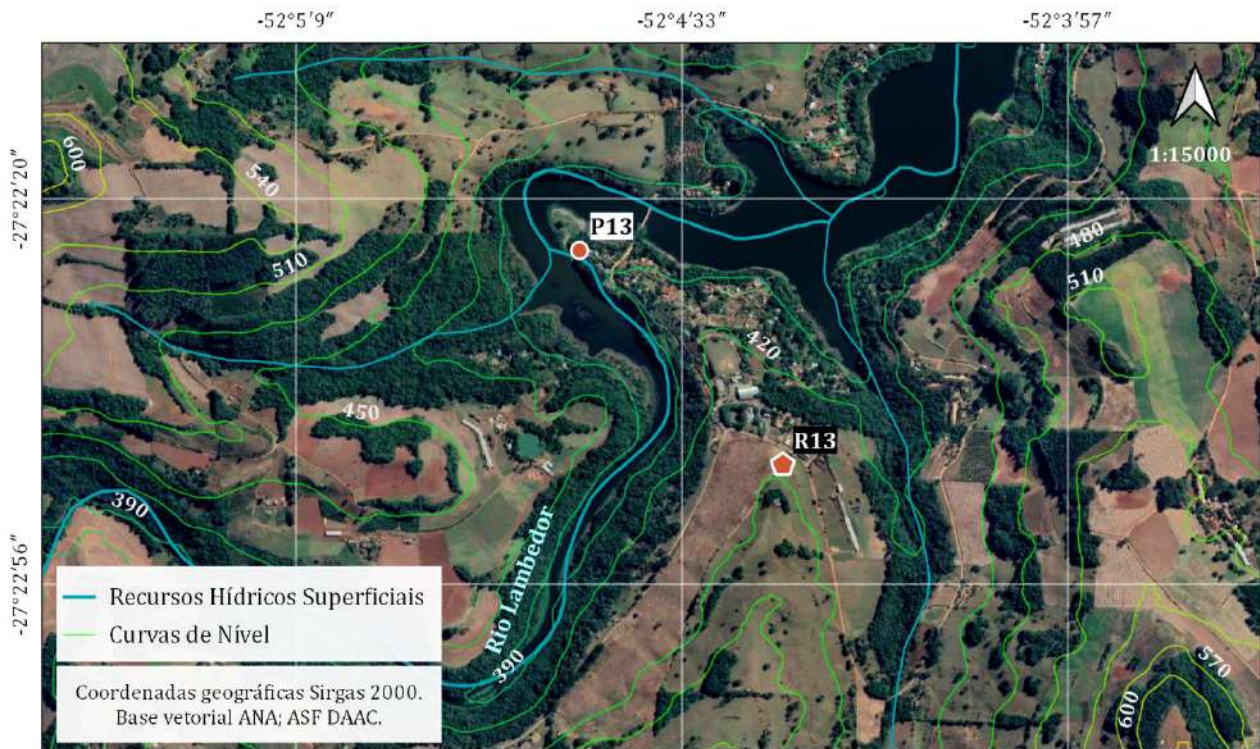 -52°5′9″
-52°4′33″
-52°3′57″
-27°22′20″
-27°22′56″
1:15000
600
540
510
P13
480
510
420
450
R13
390
Rio Lambedor
390
570
600
Recursos Hídricos Superficiais
Curvas de Nível
Coordenadas geográficas Sirgas 2000.
Base vetorial ANA; ASF DAAC.